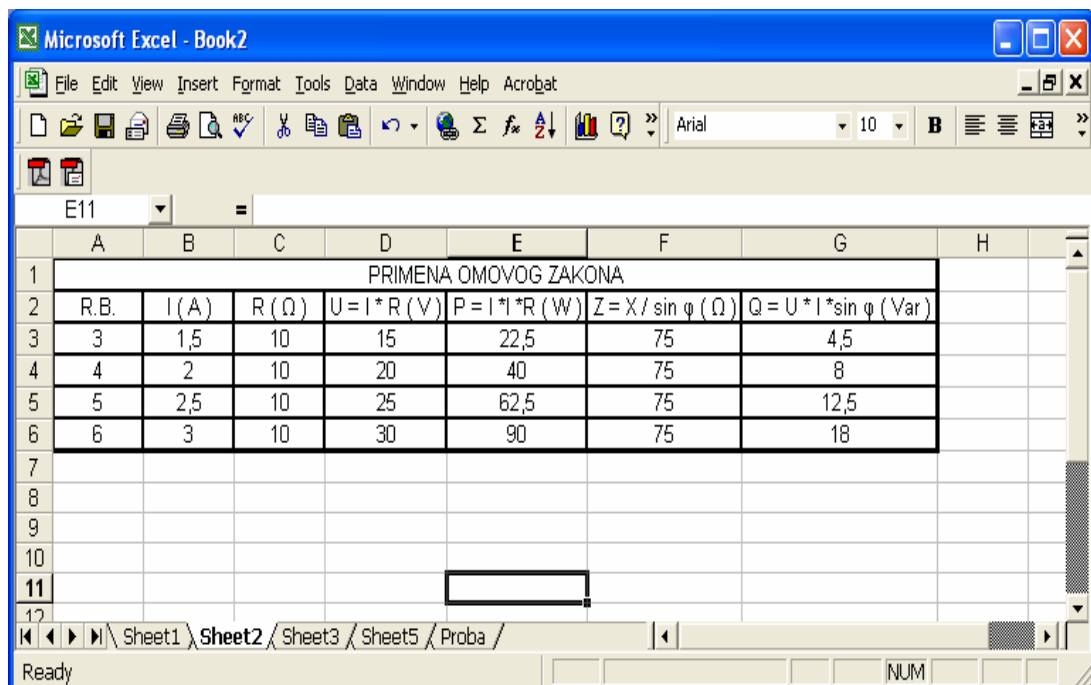 Microsoft Excel - Book2
File Edit View Insert Format Tools Data Window Help Acrobat
ABC Σ fx A Z ? » Arial 10 B a »
E11 =
A B C D E F G H
1 PRIMENA OMOVOG ZAKONA
2 R.B. I ( A ) R ( Ω ) U = I * R ( V ) P = I *I *R ( W ) Z = X / sin φ ( Ω ) Q = U * I *sin φ ( Var )
3 3 1,5 10 15 22,5 75 4,5
4 4 2 10 20 40 75 8
5 5 2,5 10 25 62,5 75 12,5
6 6 3 10 30 90 75 18
7
8
9
10
11
12
Sheet1 Sheet2 Sheet3 Sheet5 Proba
Ready NUM